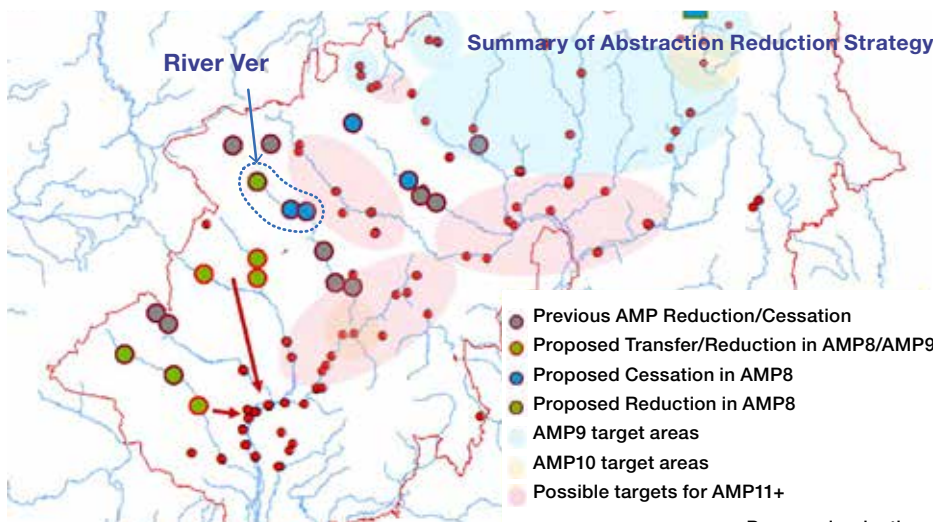 Summary of Abstraction Reduction Strategy
River Ver
Previous AMP Reduction/Cessation
Proposed Transfer/Reduction in AMP8/AMP9
Proposed Cessation in AMP8
Proposed Reduction in AMP8
AMP9 target areas
AMP10 target areas
Possible targets for AMP11+